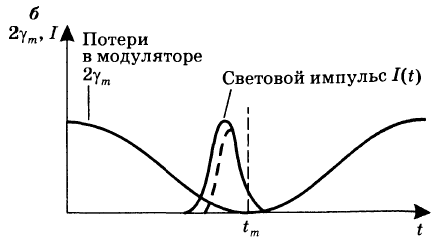 б
2γₘ, I
Потери
в модуляторе
2γₘ
Световой импульс I(t)
tₘ
t